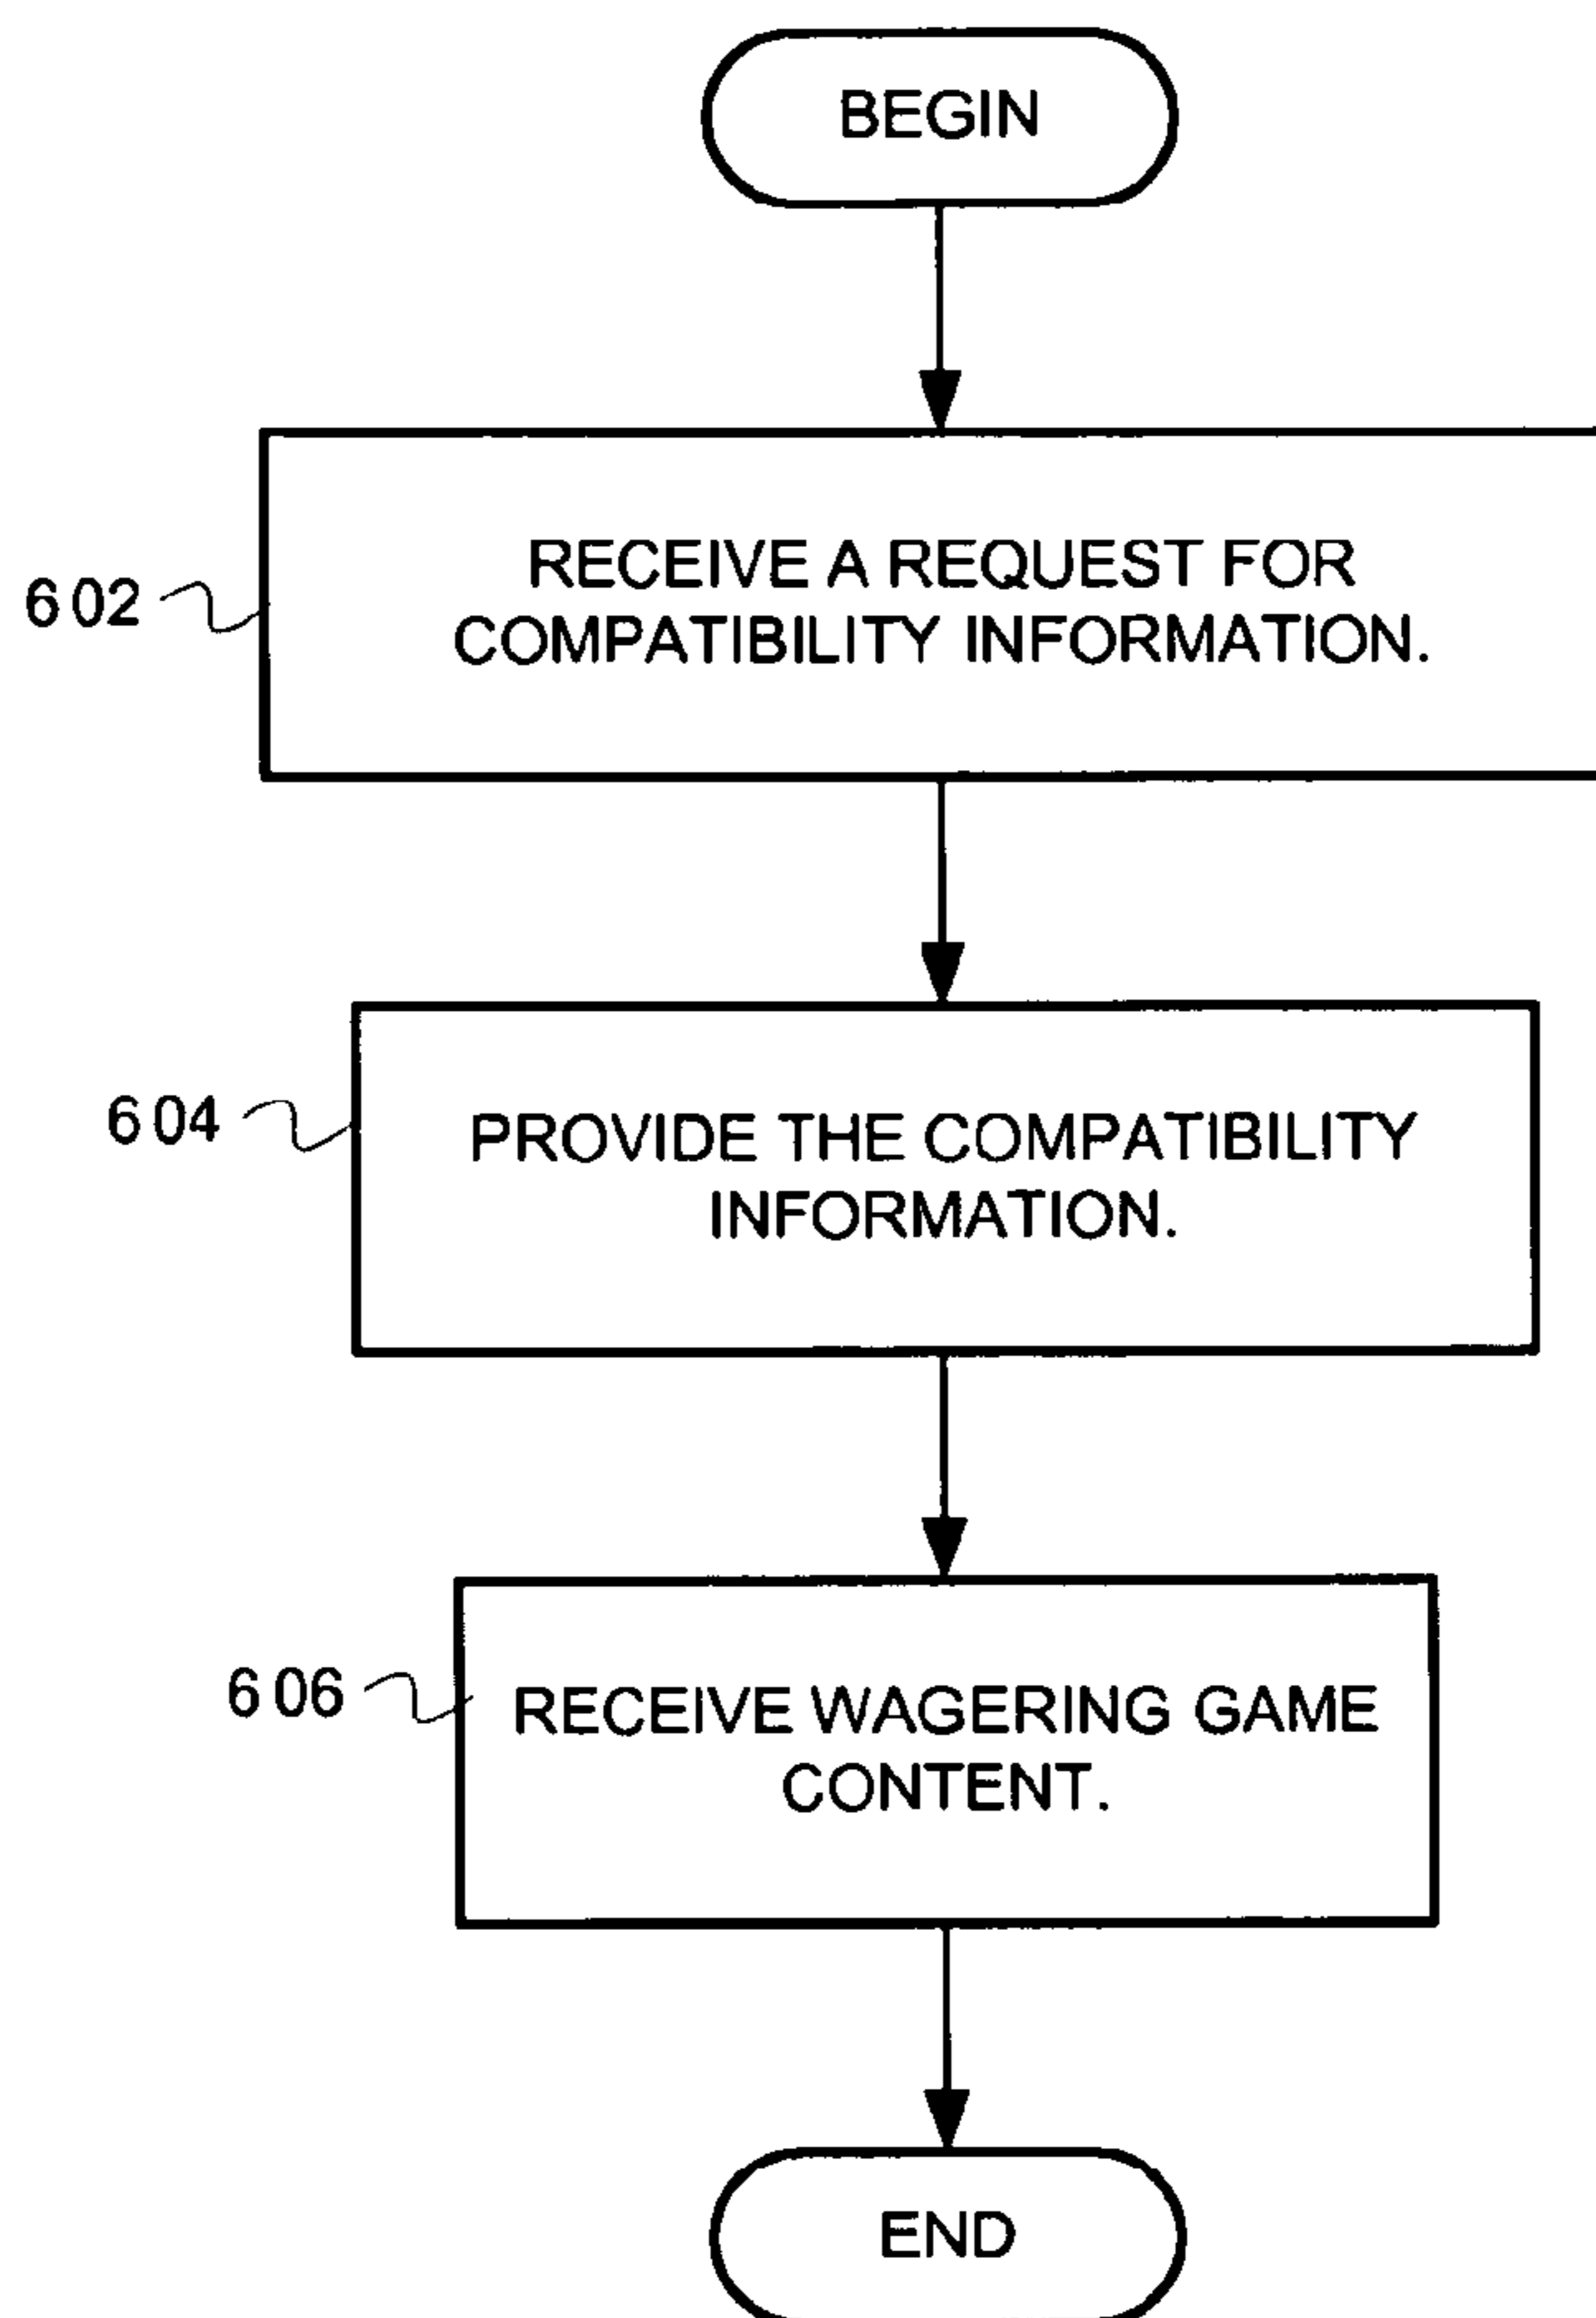 BEGIN
602
RECEIVE A REQUEST FOR
COMPATIBILITY INFORMATION.
604
PROVIDE THE COMPATIBILITY
INFORMATION.
606
RECEIVE WAGERING GAME
CONTENT.
END